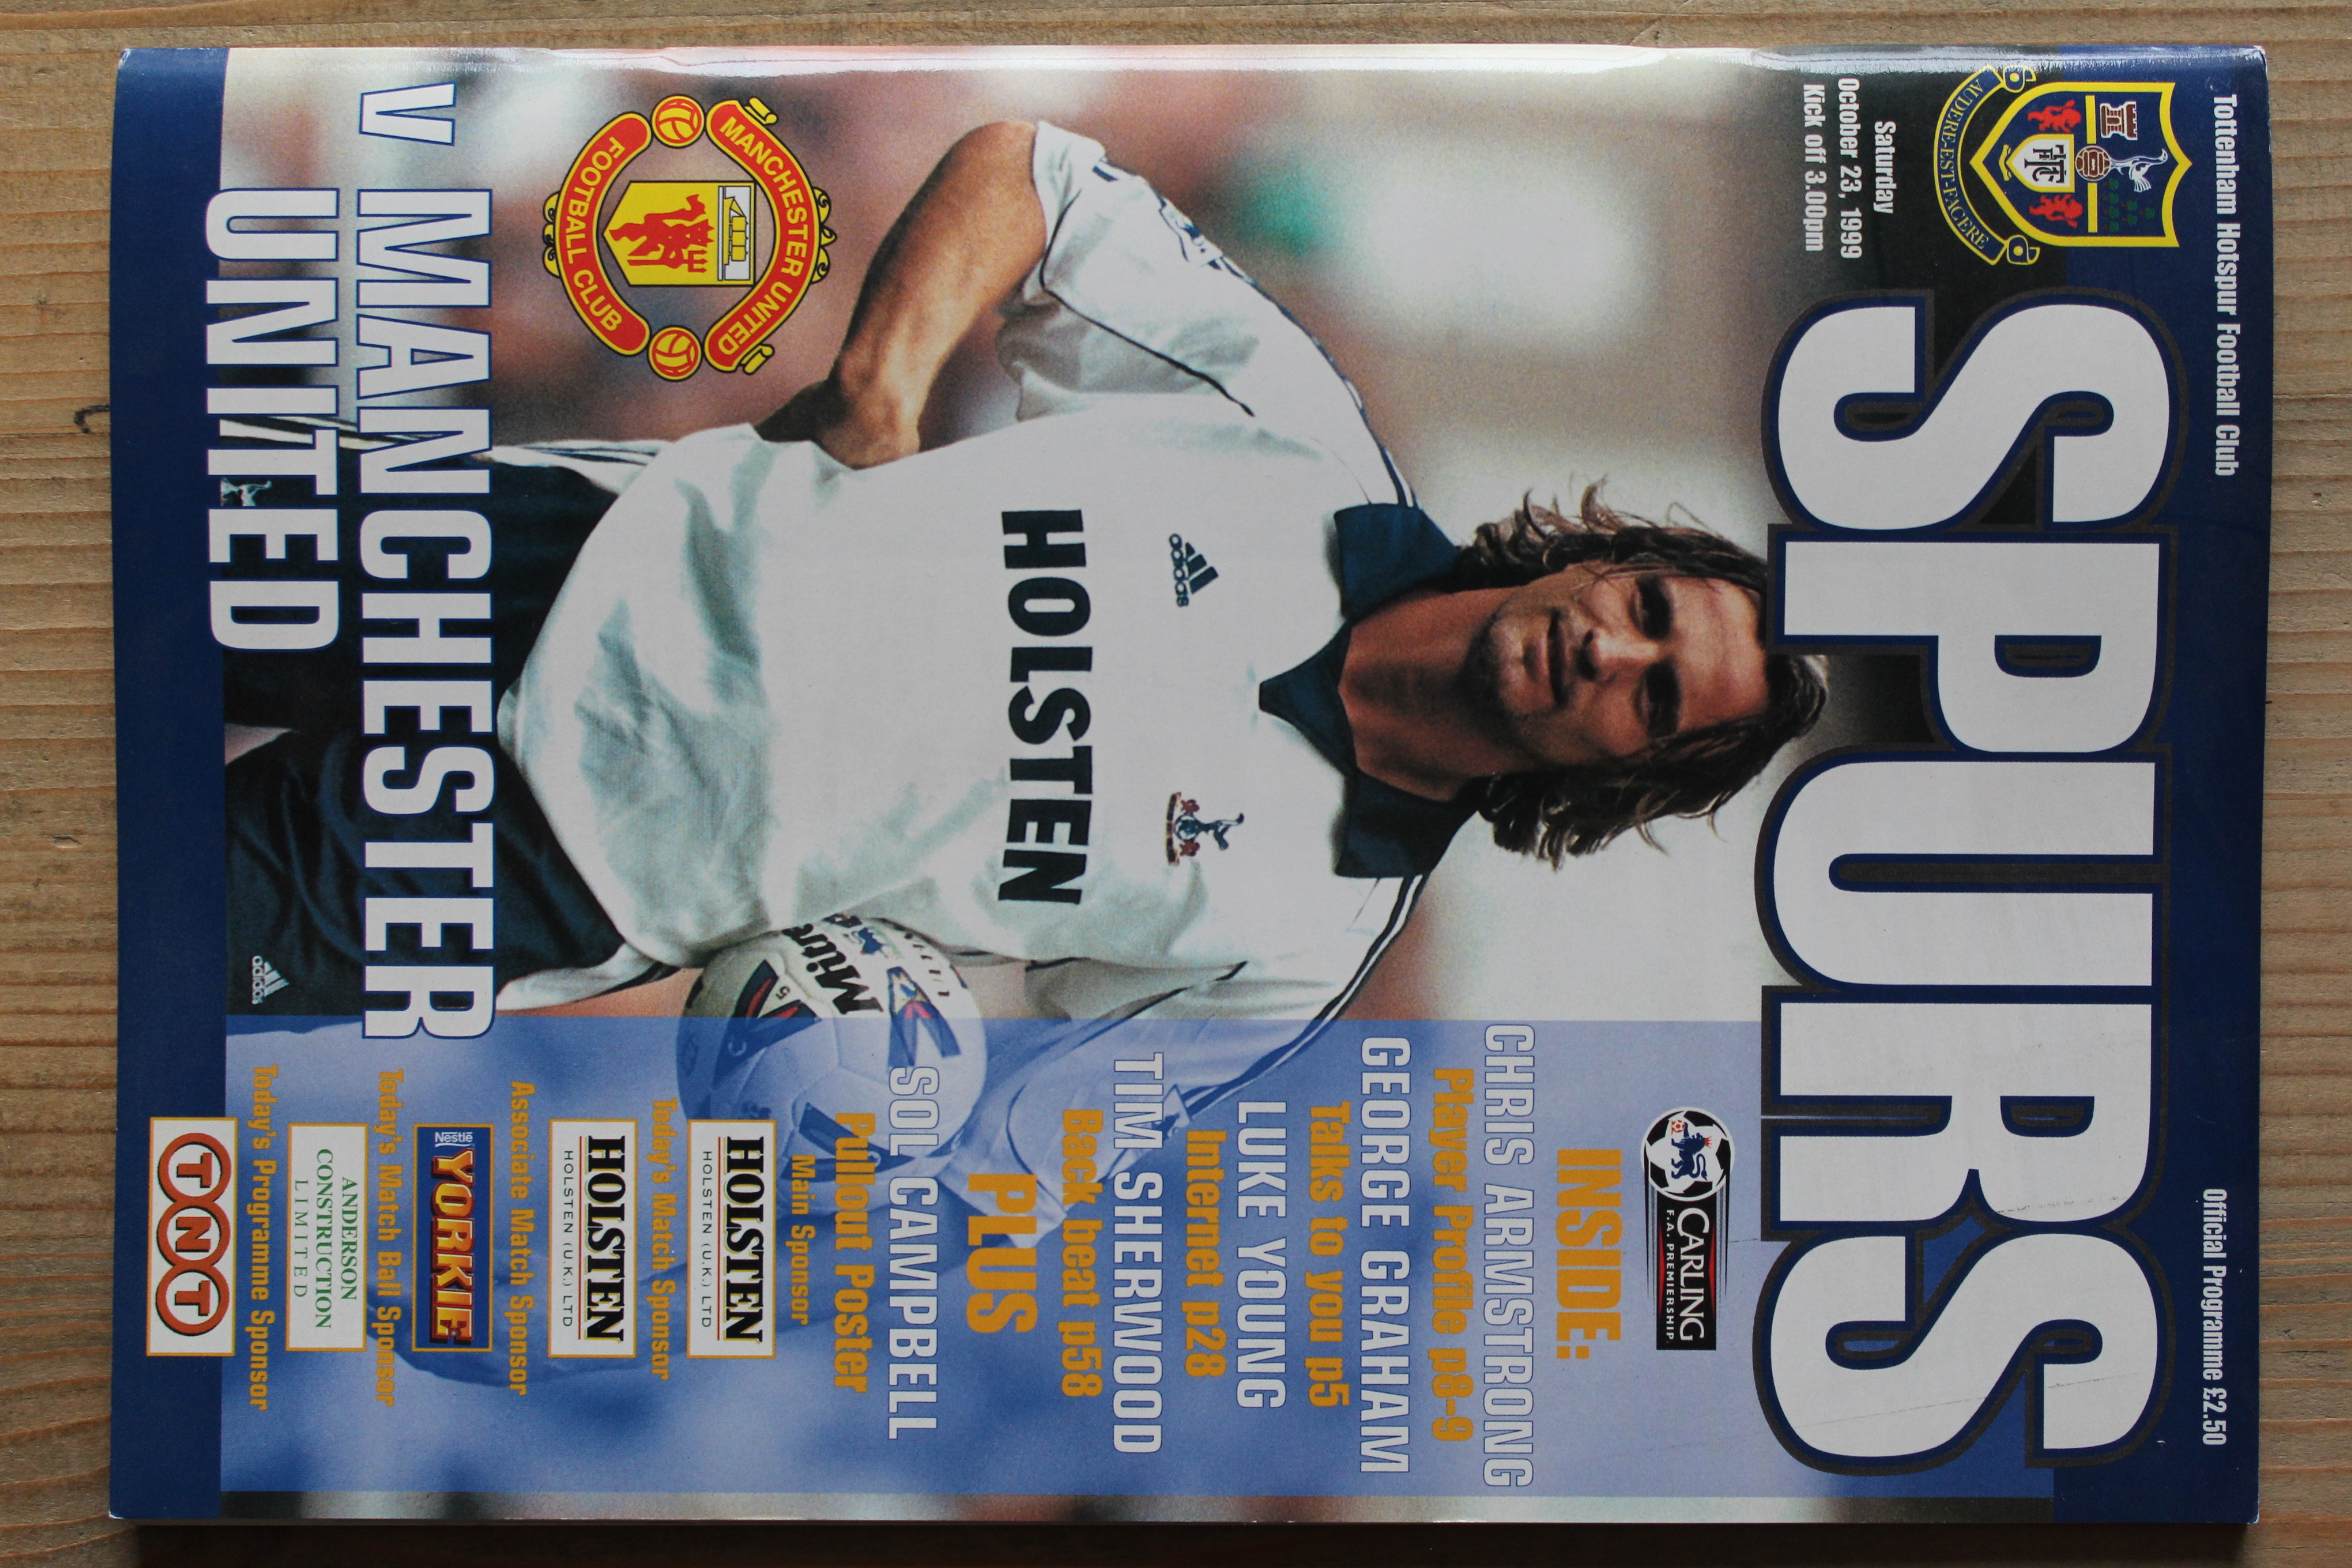 Tottenham Hotspur Football Club
Official Programme £2.50
SPURS
AUDERE·EST·FACERE
Saturday
October 23, 1999
Kick off 3.00pm
CARLING
F.A. PREMIERSHIP
INSIDE:
CHRIS ARMSTRONG
Player Profile p8-9
GEORGE GRAHAM
Talks to you p5
LUKE YOUNG
Internet p28
TIM SHERWOOD
Back beat p58
PLUS
SOL CAMPBELL
Pullout Poster
adidas
HOLSTEN
Mitre
5
MANCHESTER UNITED
FOOTBALL CLUB
Main Sponsor
HOLSTEN
HOLSTEN (U.K.) LTD
Today's Match Sponsor
HOLSTEN
HOLSTEN (U.K.) LTD
Associate Match Sponsor
Nestlé
YORKIE
Today's Match Ball Sponsor
ANDERSON
CONSTRUCTION
LIMITED
Today's Programme Sponsor
TNT
V MANCHESTER
UNITED
adidas